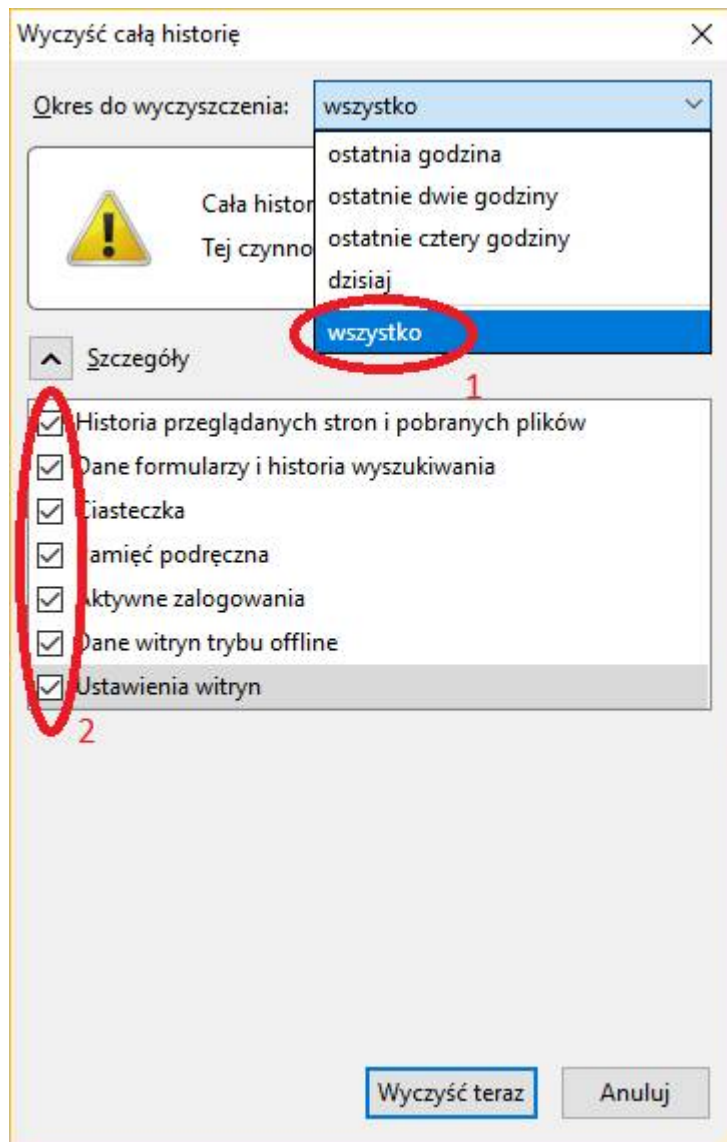 Wyczyść całą historię
Okres do wyczyszczenia: wszystko
ostatnia godzina
Cała histor
ostatnie dwie godziny
Tej czynno
ostatnie cztery godziny
dzisiaj
wszystko
Szczegóły
1
Historia przeglądanych stron i pobranych plików
Dane formularzy i historia wyszukiwania
Ciasteczka
Pamięć podręczna
Aktywne zalogowania
Dane witryn trybu offline
Ustawienia witryn
2
Wyczyść teraz Anuluj